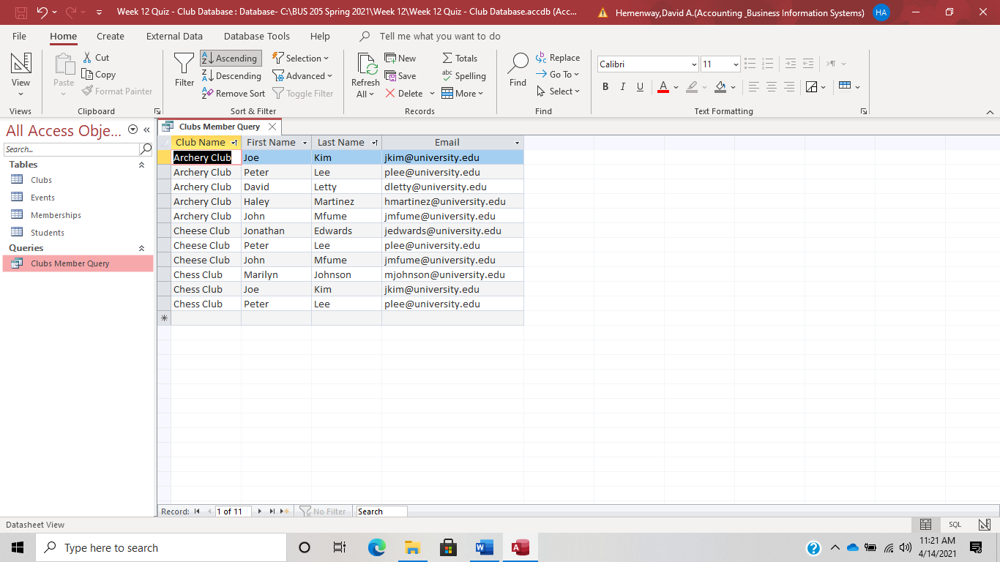 Week 12 Quiz - Club Database : Database- C:\BUS 205 Spring 2021\Week 12\Week 12 Quiz - Club Database.accdb (Acc... Hemenway,David A.(Accounting _Business Information Systems) HA
File Home Create External Data Database Tools Help Tell me what you want to do
View
Views
Paste
Cut
Copy
Format Painter
Clipboard
Filter
Ascending
Descending
Remove Sort
Selection
Advanced
Toggle Filter
Sort & Filter
Refresh
All
New
Save
Delete
Totals
Spelling
More
Records
Find
Replace
Go To
Select
Find
Calibri 11
B I U A
Text Formatting
All Access Obje...
Search...
Tables
Clubs
Events
Memberships
Students
Queries
Clubs Member Query
Clubs Member Query
Club Name First Name Last Name Email
Archery Club Joe Kim jkim@university.edu
Archery Club Peter Lee plee@university.edu
Archery Club David Letty dletty@university.edu
Archery Club Haley Martinez hmartinez@university.edu
Archery Club John Mfume jmfume@university.edu
Cheese Club Jonathan Edwards jedwards@university.edu
Cheese Club Peter Lee plee@university.edu
Cheese Club John Mfume jmfume@university.edu
Chess Club Marilyn Johnson mjohnson@university.edu
Chess Club Joe Kim jkim@university.edu
Chess Club Peter Lee plee@university.edu
Record: 1 of 11 No Filter Search
Datasheet View SQL
Type here to search
11:21 AM
4/14/2021